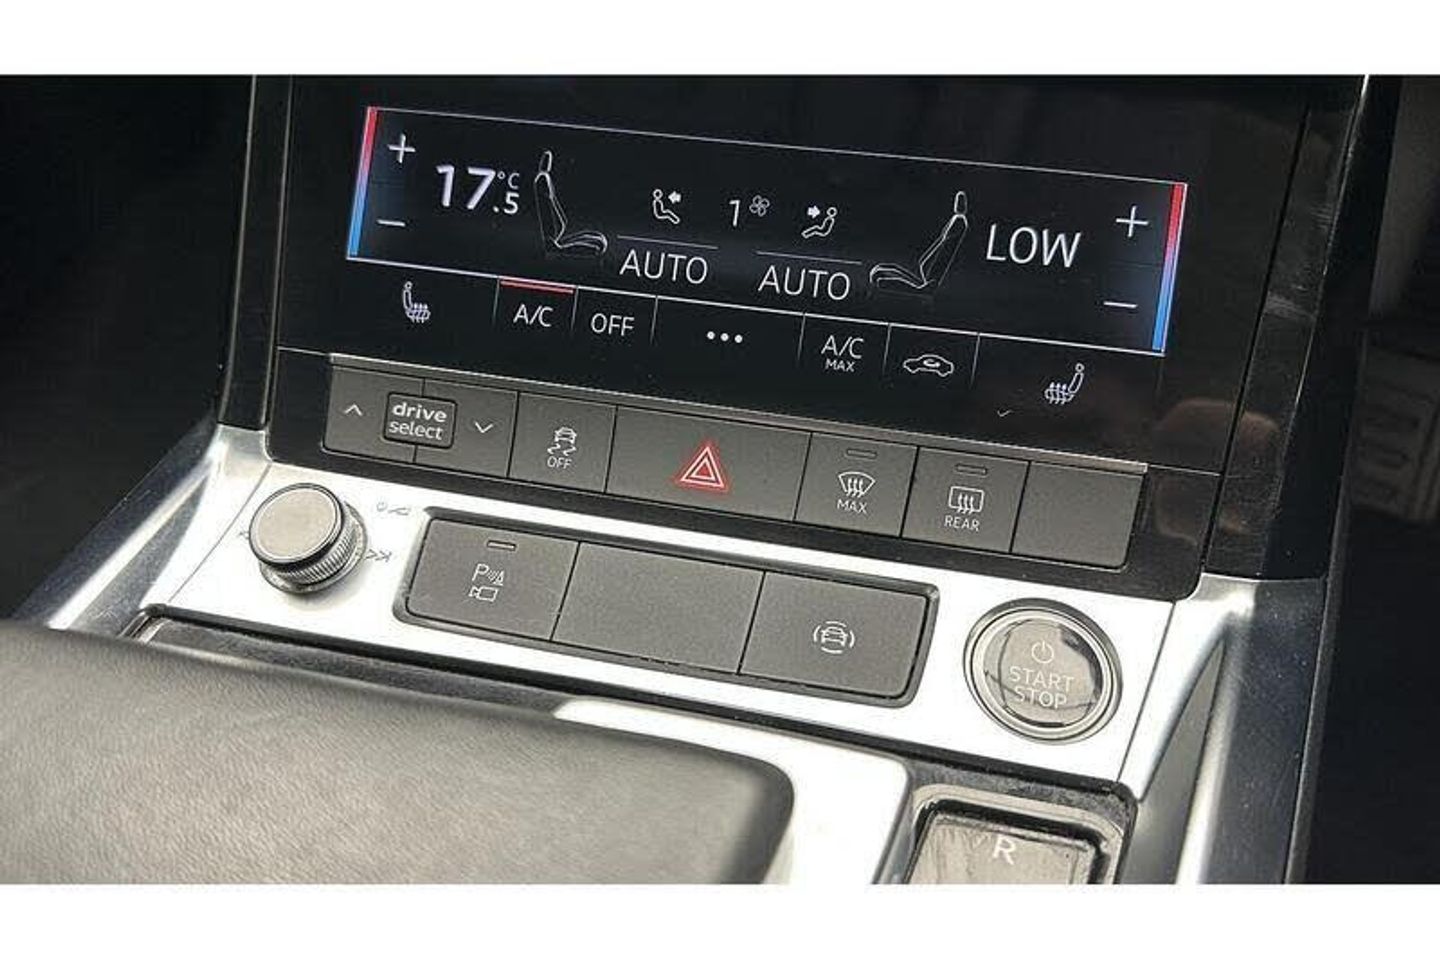 + 17.5 °C 1 LOW +
− AUTO AUTO −
A/C OFF ••• A/C MAX
drive select OFF MAX REAR
P START STOP
R